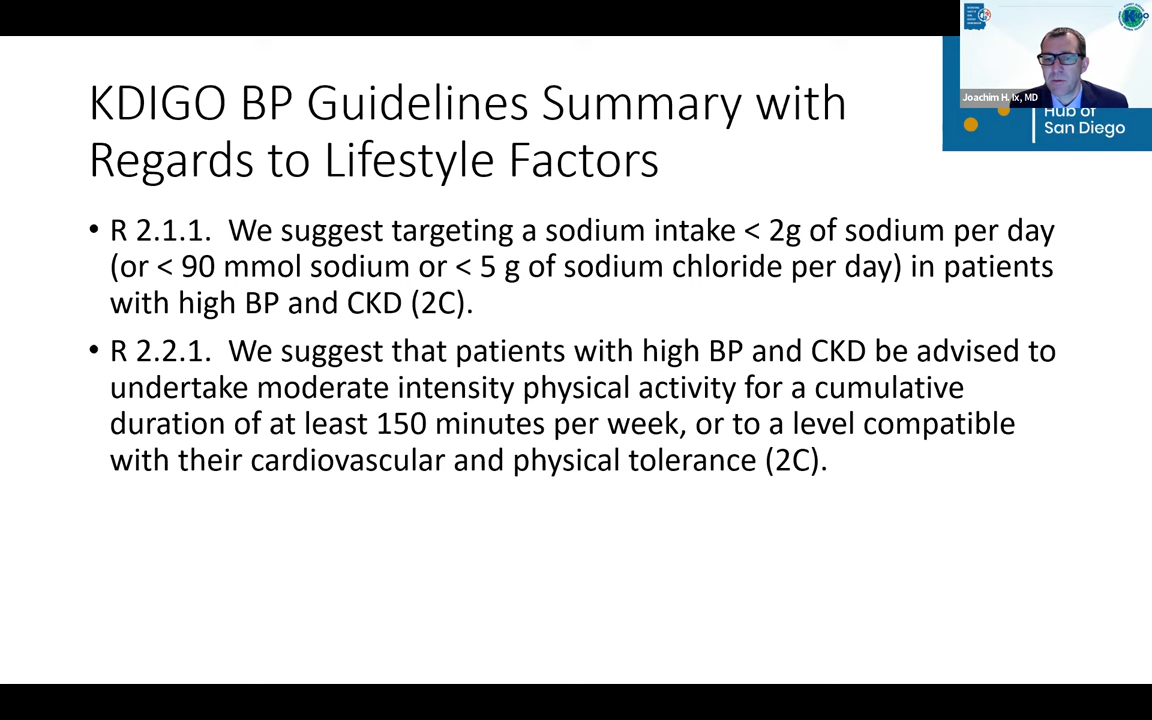 KDIGO BP Guidelines Summary with
Regards to Lifestyle Factors
• R 2.1.1. We suggest targeting a sodium intake < 2g of sodium per day
(or < 90 mmol sodium or < 5 g of sodium chloride per day) in patients
with high BP and CKD (2C).
• R 2.2.1. We suggest that patients with high BP and CKD be advised to
undertake moderate intensity physical activity for a cumulative
duration of at least 150 minutes per week, or to a level compatible
with their cardiovascular and physical tolerance (2C).
Joachim H. Ix, MD
Hub of
San Diego